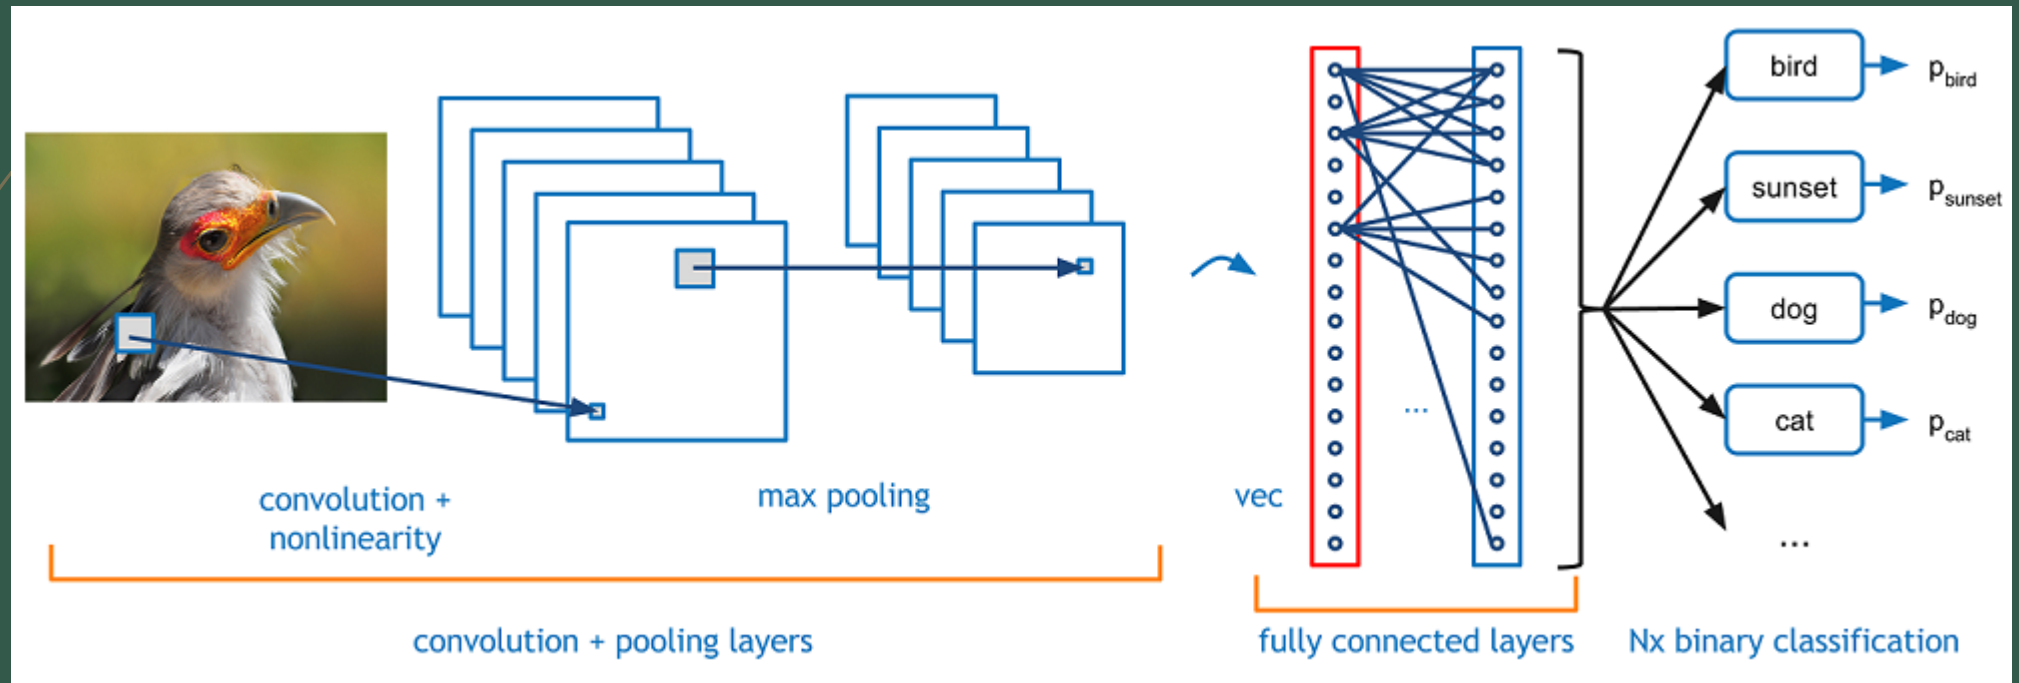 convolution +
nonlinearity
max pooling
vec
convolution + pooling layers
fully connected layers
Nx binary classification
...
bird
p_bird
sunset
p_sunset
dog
p_dog
cat
p_cat
...